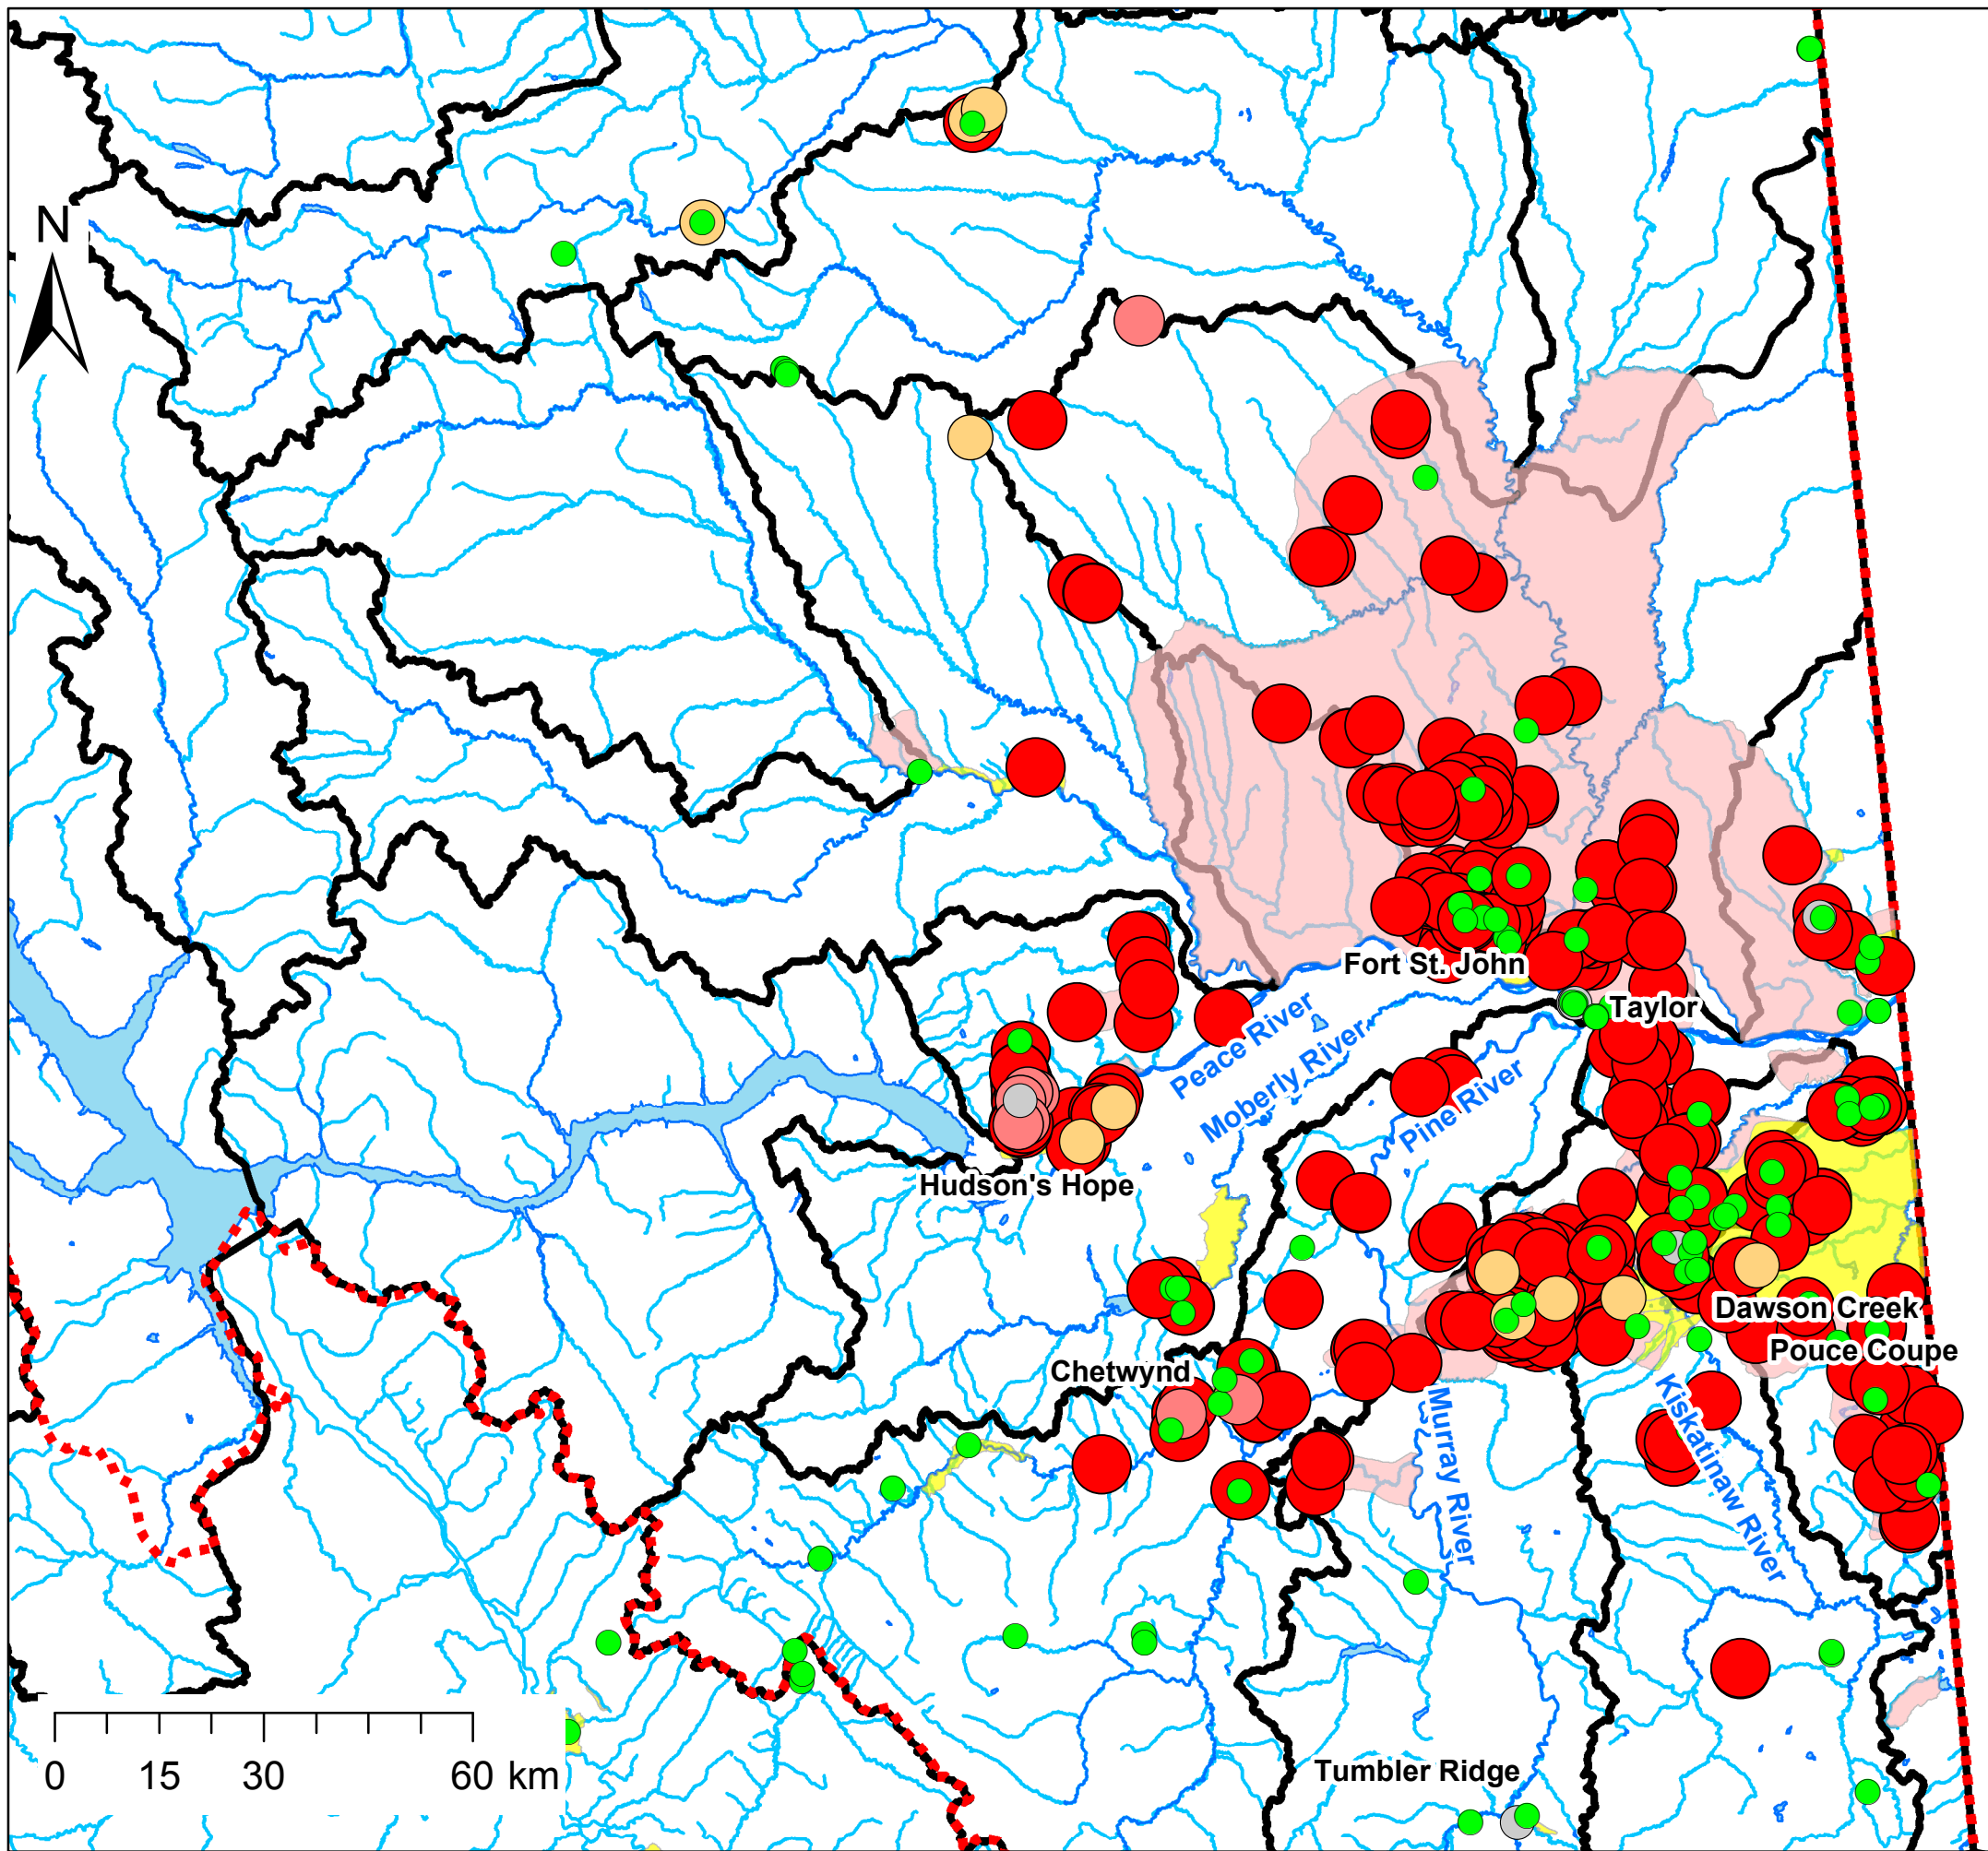 N
Fort St. John
Taylor
Peace River
Moberly River
Pine River
Hudson's Hope
Dawson Creek
Pouce Coupe
Chetwynd
Murray River
Kiskatinaw River
Tumbler Ridge
0 15 30 60 km